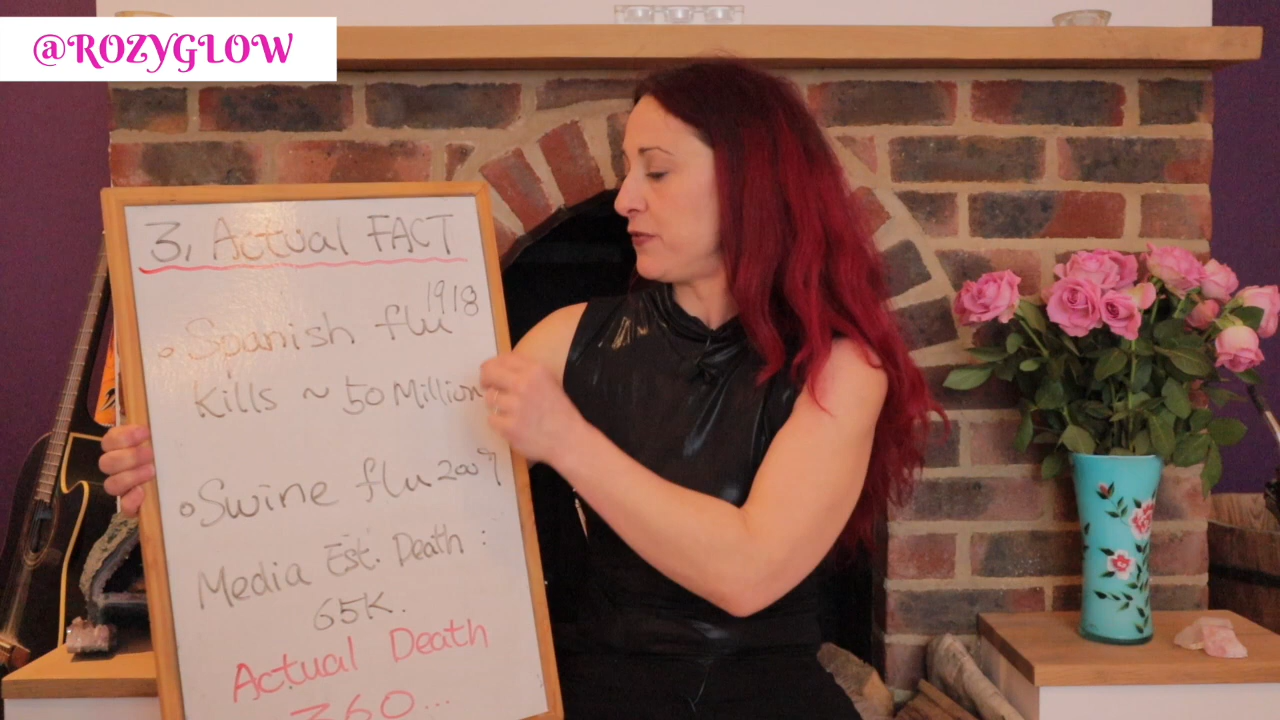 @ROZYGLOW
3, Actual FACT
Spanish flu 1918
Kills ~ 50 Million
Swine flu 2009
Media Est. Death :
65K.
Actual Death
360...